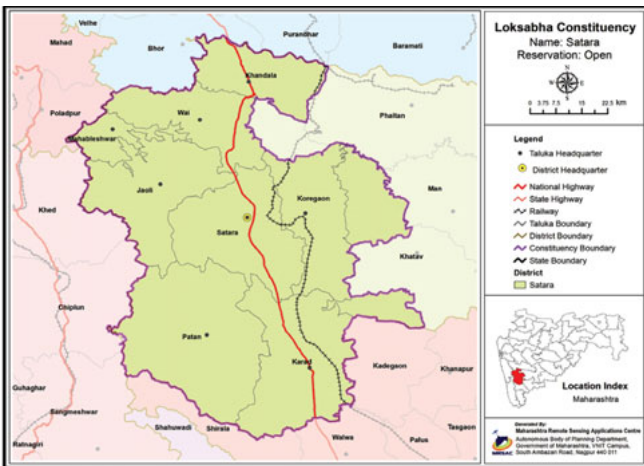 Velhe
Purandhar
Mahad
Bhor
Baramati
Khandala
Poladpur
Wai
Phaltan
Mahableshwar
Jaoli
Man
Khed
Koregaon
Satara
Khatav
Chiplun
Patan
Karad
Kadegaon
Khanapur
Guhaghar
Sangmeshwar
Shahuwadi
Shirala
Tasgaon
Ratnagiri
Walwa
Palus
Loksabha Constituency
Name: Satara
Reservation: Open
N
W
E
S
0 3.75 7.5 15 22.5
km
Legend
Taluka Headquarter
District Headquarter
National Highway
State Highway
Railway
Taluka Boundary
District Boundary
Constituency Boundary
State Boundary
District
Satara
Location Index
Maharashtra
Generated By:
Maharashtra Remote Sensing Applications Centre
Autonomous Body of Planning Department,
Government of Maharashtra, VNIT Campus,
South Ambazari Road, Nagpur 440 011
MRSAC